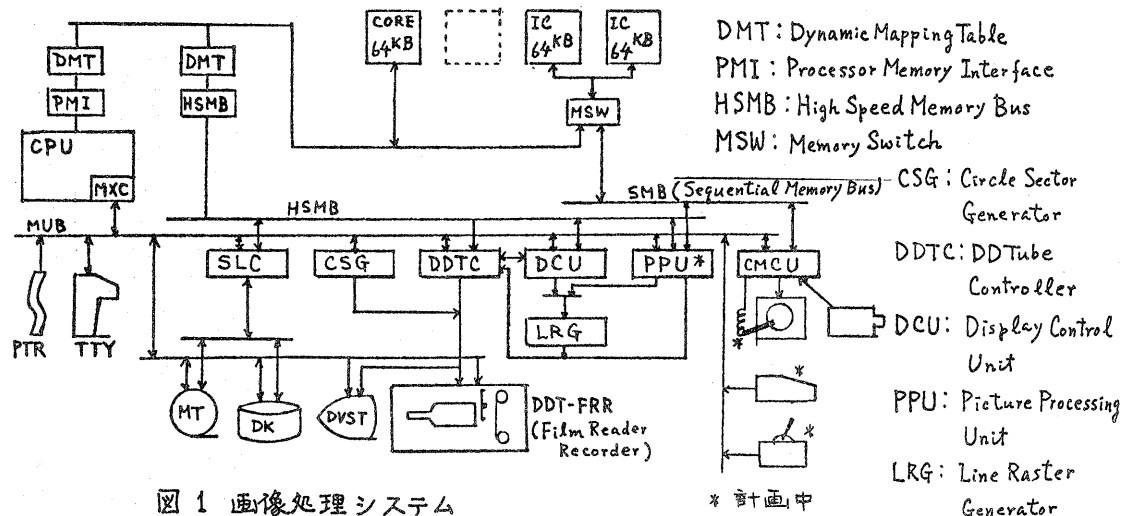 CORE
64KB
IC
64KB
IC
64KB
DMT
DMT
PMI
HSMB
MSW
CPU
MXC
SMB (Sequential Memory Bus)
HSMB
MUB
SLC
CSG
DDTC
DCU
PPU*
CMCU
LRG
PTR
TTY
*
*
*
MT
DK
DVST
DDT-FRR
(Film Reader
Recorder)
DMT: Dynamic Mapping Table
PMI: Processor Memory Interface
HSMB: High Speed Memory Bus
MSW: Memory Switch
CSG: Circle Sector
Generator
DDTC: DDTube
Controller
DCU: Display Control
Unit
PPU: Picture Processing
Unit
LRG: Line Raster
Generator
図1 画像処理システム
* 計画中